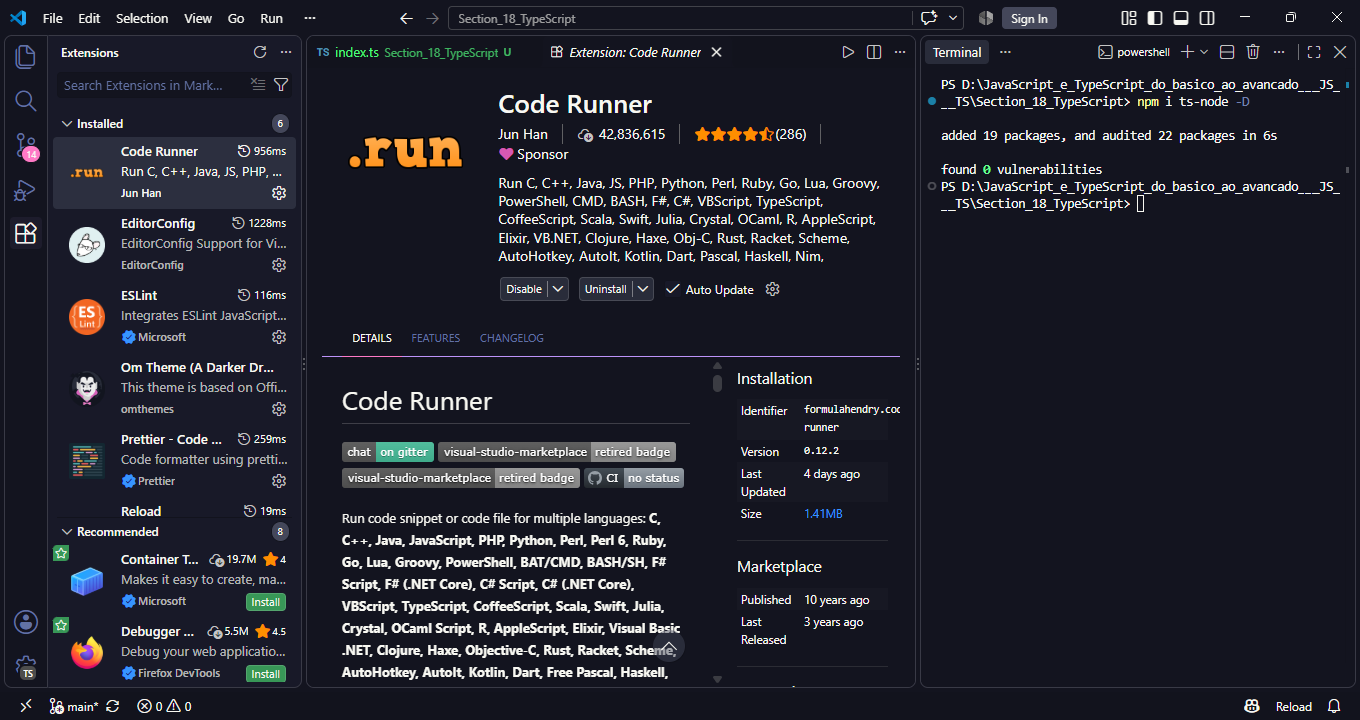 File Edit Selection View Go Run ···
Section_18_TypeScript
Sign In
Extensions
Search Extensions in Mark...
Installed 6
Code Runner 956ms
Run C, C++, Java, JS, PHP, ...
Jun Han
EditorConfig 1228ms
EditorConfig Support for Vi...
EditorConfig
ESLint 116ms
Integrates ESLint JavaScript...
Microsoft
Om Theme (A Darker Dr...
This theme is based on Offi...
omthemes
Prettier - Code ... 259ms
Code formatter using pretti...
Prettier
Reload 19ms
Recommended 8
Container T... 19.7M 4
Makes it easy to create, ma...
Microsoft Install
Debugger ... 5.5M 4.5
Debug your web applicatio...
Firefox DevTools Install
14
TS
TS index.ts Section_18_TypeScript U
Extension: Code Runner
.run
Code Runner
Jun Han 42,836,615 (286)
Sponsor
Run C, C++, Java, JS, PHP, Python, Perl, Ruby, Go, Lua, Groovy,
PowerShell, CMD, BASH, F#, C#, VBScript, TypeScript,
CoffeeScript, Scala, Swift, Julia, Crystal, OCaml, R, AppleScript,
Elixir, VB.NET, Clojure, Haxe, Obj-C, Rust, Racket, Scheme,
AutoHotkey, AutoIt, Kotlin, Dart, Pascal, Haskell, Nim,
Disable Uninstall Auto Update
DETAILS FEATURES CHANGELOG
Code Runner
chat on gitter visual-studio-marketplace retired badge
visual-studio-marketplace retired badge CI no status
Run code snippet or code file for multiple languages: C,
C++, Java, JavaScript, PHP, Python, Perl, Perl 6, Ruby,
Go, Lua, Groovy, PowerShell, BAT/CMD, BASH/SH, F#
Script, F# (.NET Core), C# Script, C# (.NET Core),
VBScript, TypeScript, CoffeeScript, Scala, Swift, Julia,
Crystal, OCaml Script, R, AppleScript, Elixir, Visual Basic
.NET, Clojure, Haxe, Objective-C, Rust, Racket, Scheme,
AutoHotkey, AutoIt, Kotlin, Dart, Free Pascal, Haskell,
Installation
Identifier formulahendry.coc
runner
Version 0.12.2
Last 4 days ago
Updated
Size 1.41MB
Marketplace
Published 10 years ago
Last 3 years ago
Released
Terminal ··· powershell
PS D:\JavaScript_e_TypeScript_do_basico_ao_avancado___JS_
__TS\Section_18_TypeScript> npm i ts-node -D
added 19 packages, and audited 22 packages in 6s
found 0 vulnerabilities
PS D:\JavaScript_e_TypeScript_do_basico_ao_avancado___JS_
__TS\Section_18_TypeScript>
main* 0 0
Reload